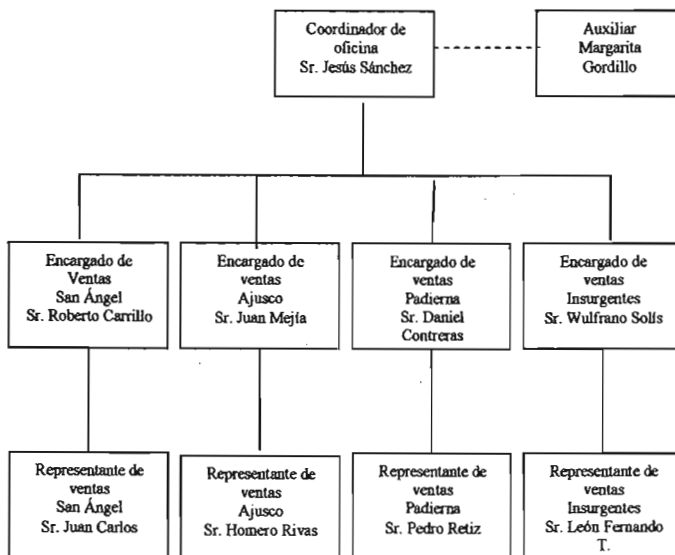 Coordinador de
oficina
Sr. Jesús Sánchez
Auxiliar
Margarita
Gordillo
Encargado de
Ventas
San Ángel
Sr. Roberto Carrillo
Encargado de
ventas
Ajusco
Sr. Juan Mejía
Encargado de
ventas
Padierna
Sr. Daniel
Contreras
Encargado de
ventas
Insurgentes
Sr. Wulfrano Solís
Representante de
ventas
San Ángel
Sr. Juan Carlos
Representante de
ventas
Ajusco
Sr. Homero Rivas
Representante de
ventas
Padierna
Sr. Pedro Retiz
Representante de
ventas
Insurgentes
Sr. León Fernando
T.